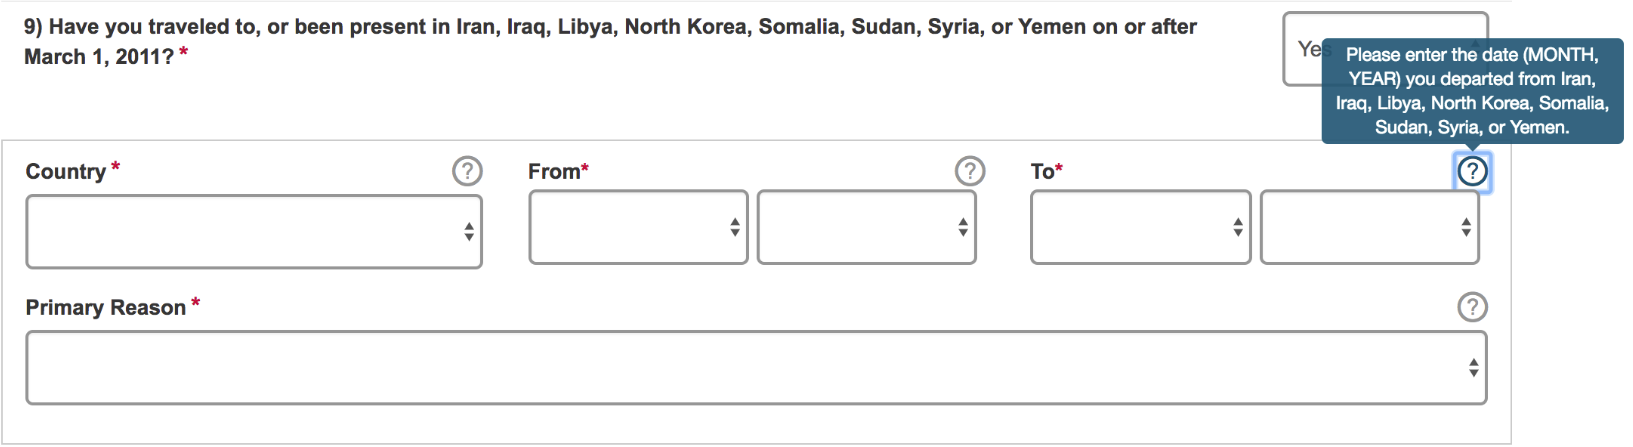 9) Have you traveled to, or been present in Iran, Iraq, Libya, North Korea, Somalia, Sudan, Syria, or Yemen on or after
March 1, 2011? *
Yes
Please enter the date (MONTH,
YEAR) you departed from Iran,
Iraq, Libya, North Korea, Somalia,
Sudan, Syria, or Yemen.
Country * ? From* ? To* ?
Primary Reason * ?